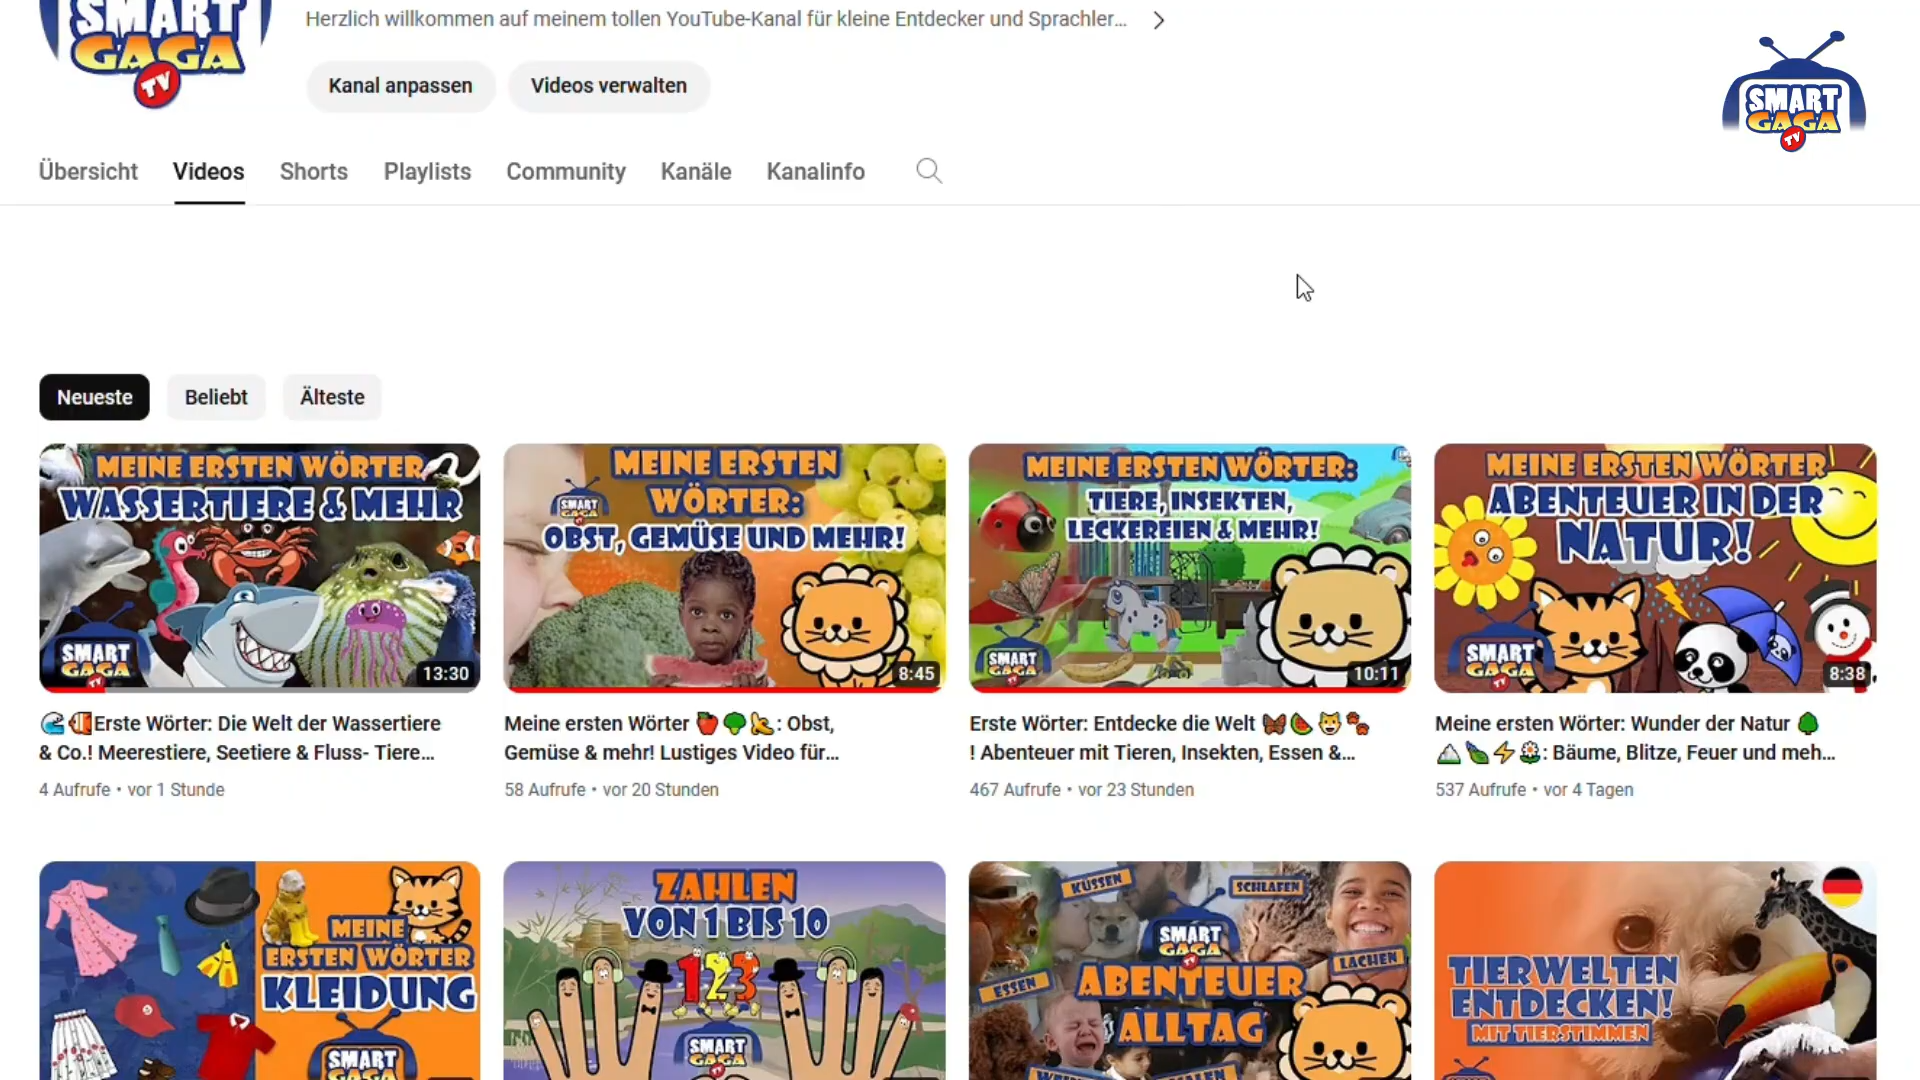 SMART
GAGA
TV
Herzlich willkommen auf meinem tollen YouTube-Kanal für kleine Entdecker und Sprachler...
Kanal anpassen
Videos verwalten
SMART
GAGA
TV
Übersicht
Videos
Shorts
Playlists
Community
Kanäle
Kanalinfo
Neueste
Beliebt
Älteste
MEINE ERSTEN WÖRTER
WASSERTIERE & MEHR
SMART
GAGA
TV
13:30
MEINE ERSTEN
WÖRTER:
SMART
GAGA
OBST, GEMÜSE UND MEHR!
8:45
MEINE ERSTEN WÖRTER:
TIERE, INSEKTEN,
LECKEREIEN & MEHR!
SMART
GAGA
TV
10:11
MEINE ERSTEN WÖRTER
ABENTEUER IN DER
NATUR!
SMART
GAGA
TV
8:38
Erste Wörter: Die Welt der Wassertiere
& Co.! Meerestiere, Seetiere & Fluss- Tiere...
4 Aufrufe • vor 1 Stunde
Meine ersten Wörter 🍎🥦🍌: Obst,
Gemüse & mehr! Lustiges Video für...
58 Aufrufe • vor 20 Stunden
Erste Wörter: Entdecke die Welt 🦋🍉🐯🐾
! Abenteuer mit Tieren, Insekten, Essen &...
467 Aufrufe • vor 23 Stunden
Meine ersten Wörter: Wunder der Natur 🌳
🏔🍃⚡🌼: Bäume, Blitze, Feuer und meh...
537 Aufrufe • vor 4 Tagen
MEINE
ERSTEN WÖRTER
KLEIDUNG
SMART
GAGA
ZAHLEN
VON 1 BIS 10
123
SMART
GAGA
TV
KÜSSEN
SCHLAFEN
SMART
GAGA
LACHEN
ESSEN
ABENTEUER
ALLTAG
TIERWELTEN
ENTDECKEN!
MIT TIERSTIMMEN